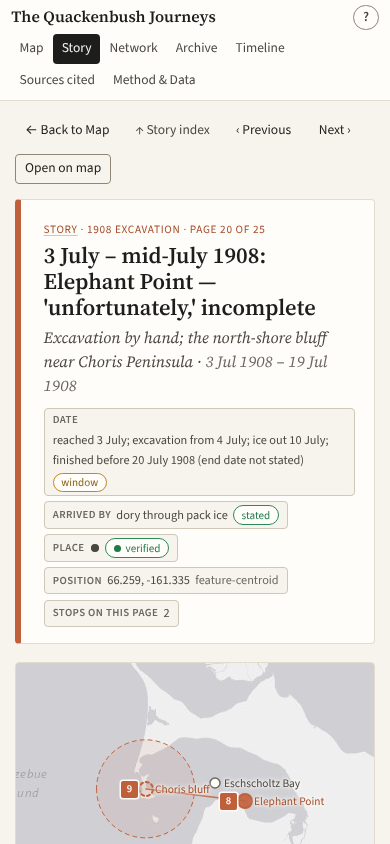 The Quackenbush Journeys
?
Map Story Network Archive Timeline
Sources cited Method & Data
← Back to Map ↑ Story index ‹ Previous Next ›
Open on map
STORY · 1908 EXCAVATION · PAGE 20 OF 25
3 July – mid-July 1908:
Elephant Point —
'unfortunately,' incomplete
Excavation by hand; the north-shore bluff
near Choris Peninsula · 3 Jul 1908 – 19 Jul
1908
DATE
reached 3 July; excavation from 4 July; ice out 10 July;
finished before 20 July 1908 (end date not stated)
window
ARRIVED BY dory through pack ice stated
PLACE verified
POSITION 66.259, -161.335 feature-centroid
STOPS ON THIS PAGE 2
zebue
und
9 Choris bluff
Eschscholtz Bay
8 Elephant Point